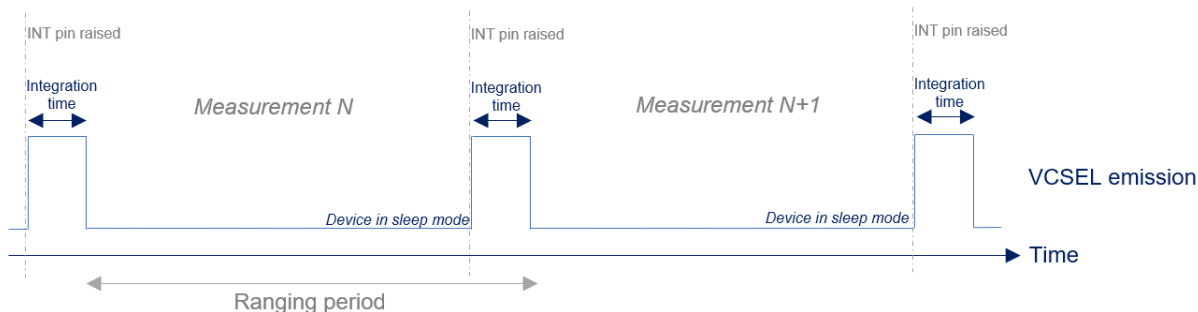 INT pin raised
INT pin raised
INT pin raised
Integration
time
Measurement N
Integration
time
Measurement N+1
Integration
time
VCSEL emission
Device in sleep mode
Device in sleep mode
Time
Ranging period